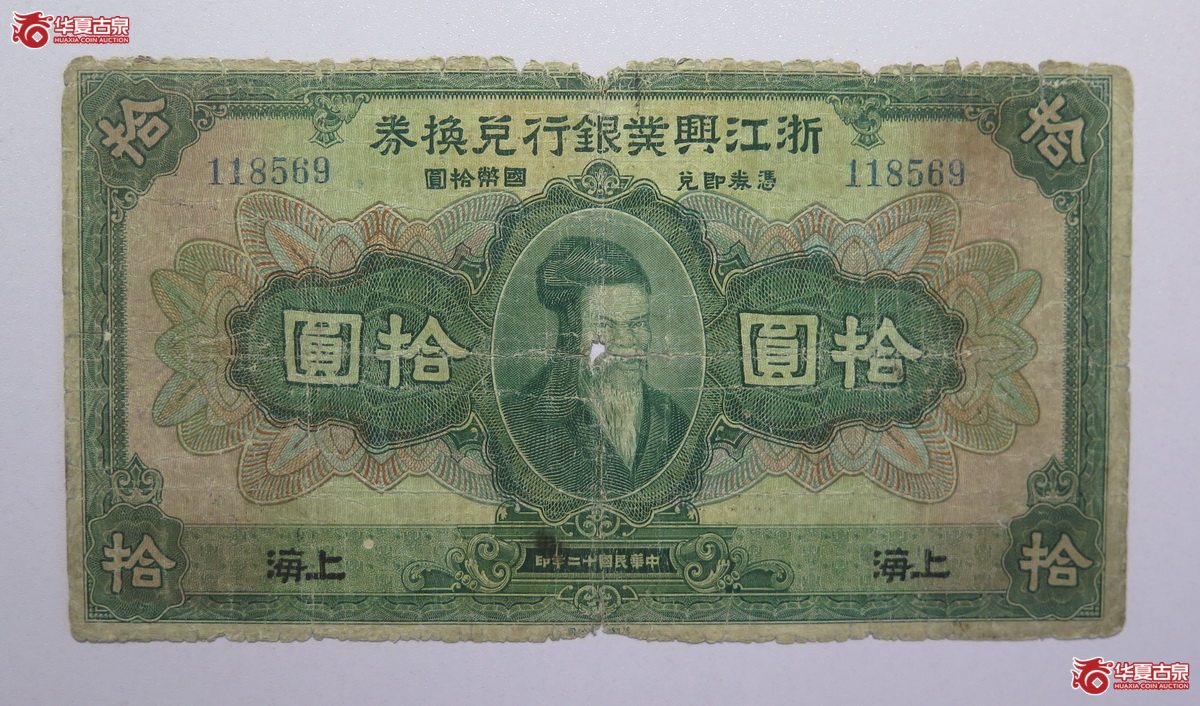 华夏古泉
HUAXIA COIN AUCTION
拾
拾
浙江興業銀行兌換券
118569
118569
憑券即兌 國幣拾圓
拾圓
拾圓
上海
上海
中華民國十二年印
拾
拾
华夏古泉
HUAXIA COIN AUCTION